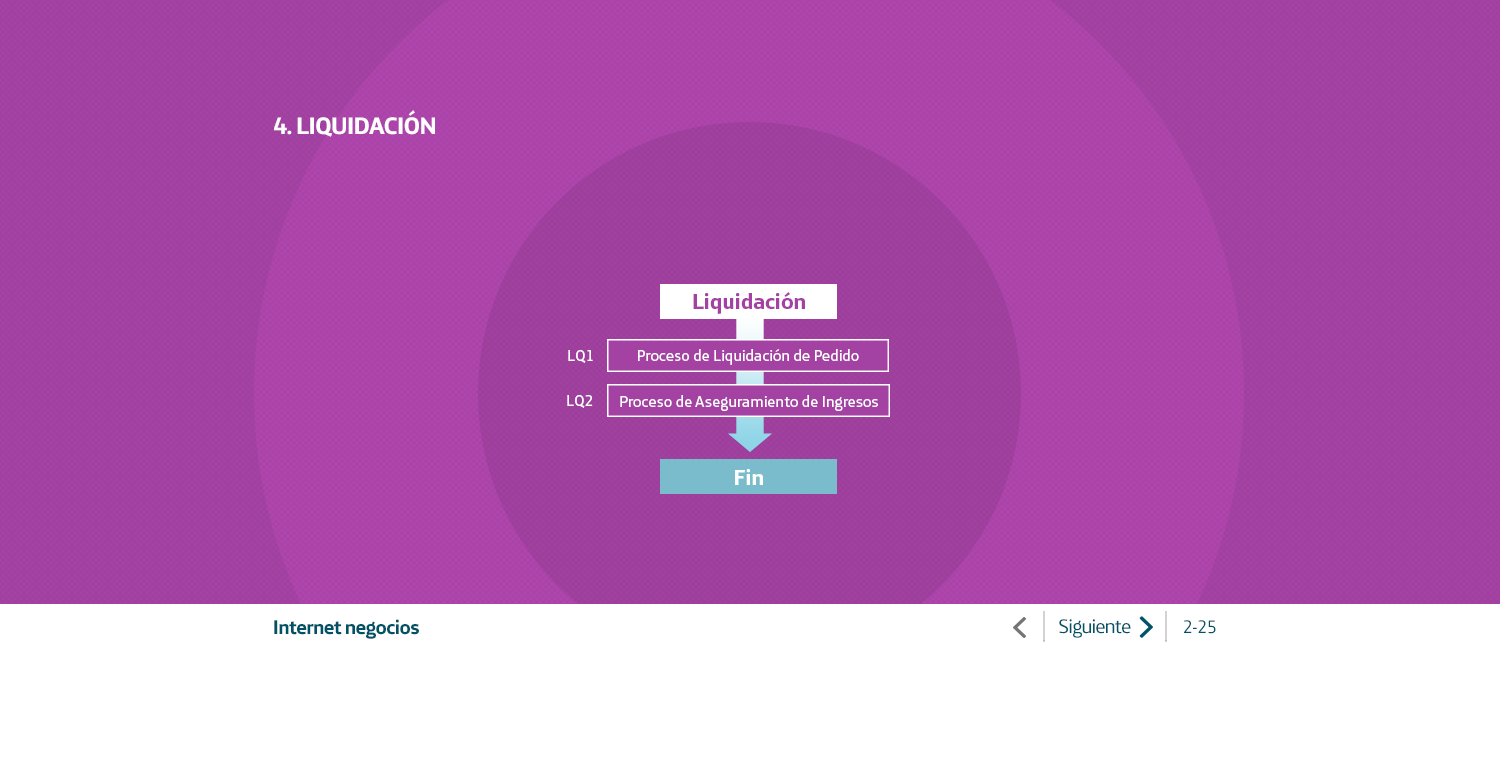 4. LIQUIDACIÓN
Liquidación
LQ1 Proceso de Liquidación de Pedido
LQ2 Proceso de Aseguramiento de Ingresos
Fin
Internet negocios
Siguiente
2-25